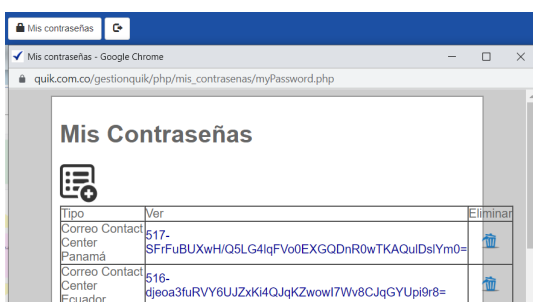 Mis contraseñas
Mis contraseñas - Google Chrome
quik.com.co/gestionquik/php/mis_contrasenas/myPassword.php
Mis Contraseñas
Tipo Ver Eliminar
Correo Contact
Center
Panamá
517-
SFrFuBUXwH/Q5LG4lqFVo0EXGQDnR0wTKAQulDslYm0=
Correo Contact
Center
Ecuador
516-
djeoa3fuRVY6UJZxKi4QJqKZwowI7Wv8CJqGYUpi9r8=